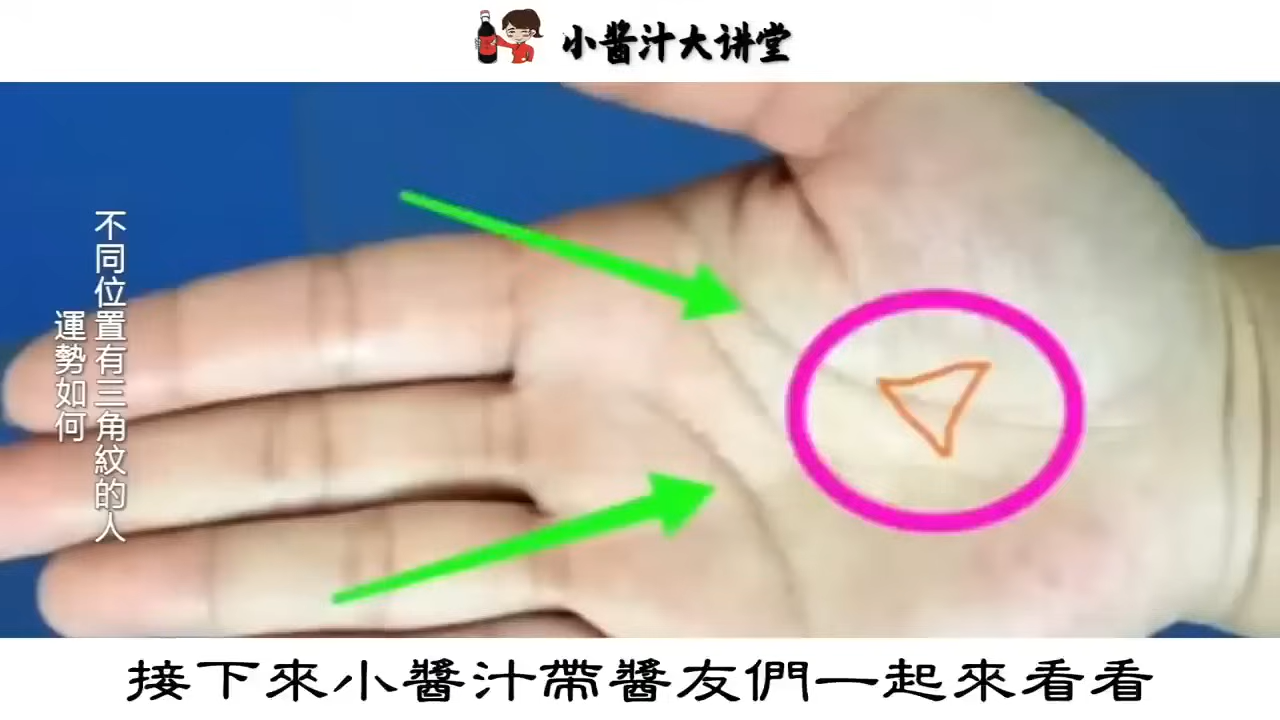 小醬汁大讲堂
不同位置有三角紋的人
運勢如何
接下來小醬汁帶醬友們一起來看看